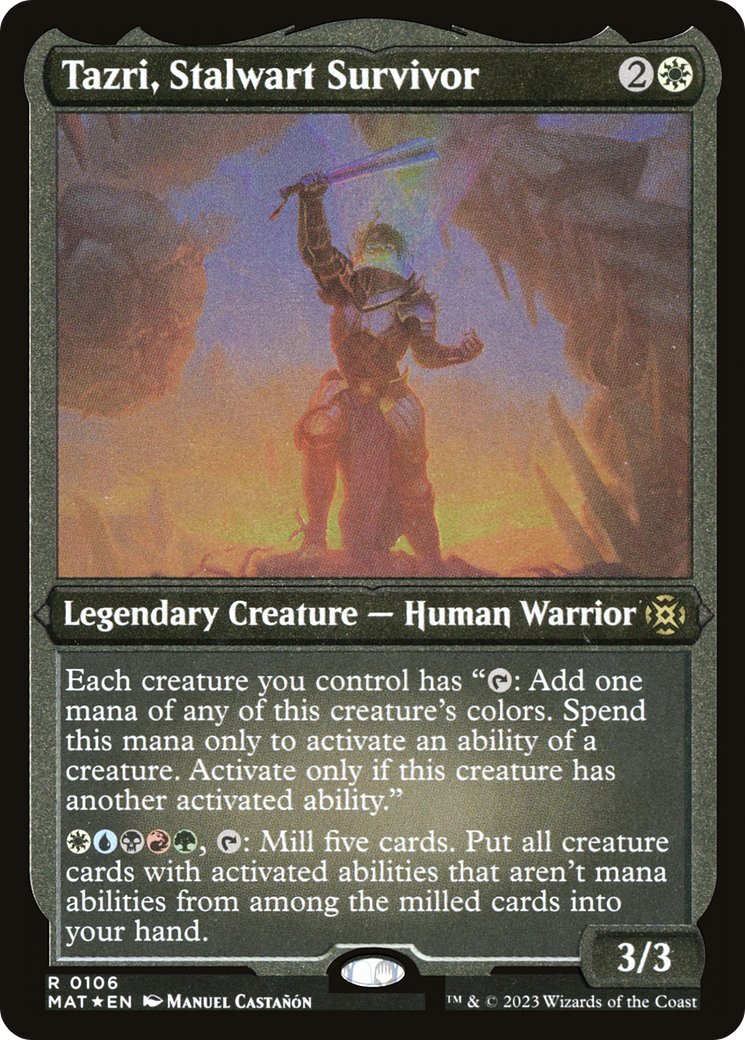 Tazri, Stalwart Survivor 2
Legendary Creature — Human Warrior
Each creature you control has “: Add one
mana of any of this creature’s colors. Spend
this mana only to activate an ability of a
creature. Activate only if this creature has
another activated ability.”
, : Mill five cards. Put all creature
cards with activated abilities that aren’t mana
abilities from among the milled cards into
your hand.
3/3
R 0106
MAT★EN Manuel Castañón
™ & © 2023 Wizards of the Coast